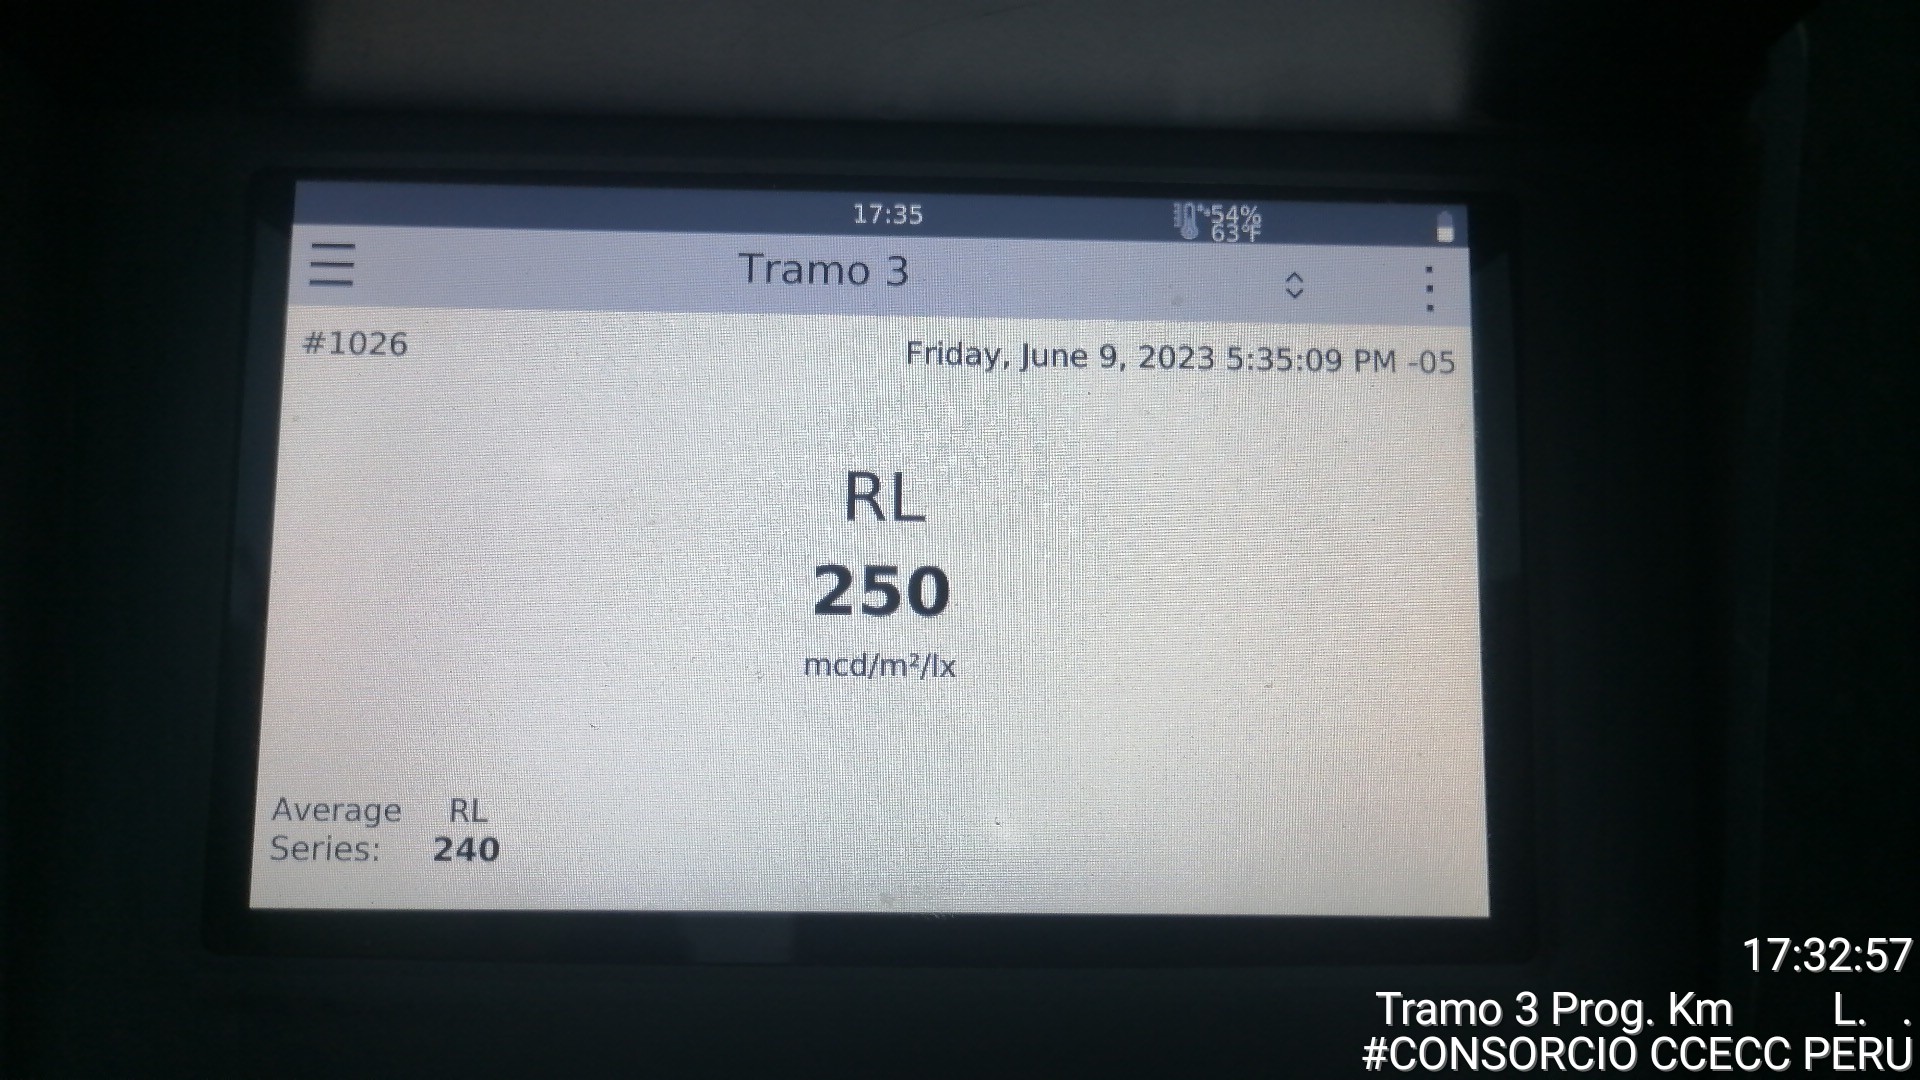 17:35
54%
63°F
Tramo 3
#1026
Friday, June 9, 2023 5:35:09 PM -05
RL
250
mcd/m²/lx
Average RL
Series: 240
17:32:57
Tramo 3 Prog. Km L. .
#CONSORCIO CCECC PERU